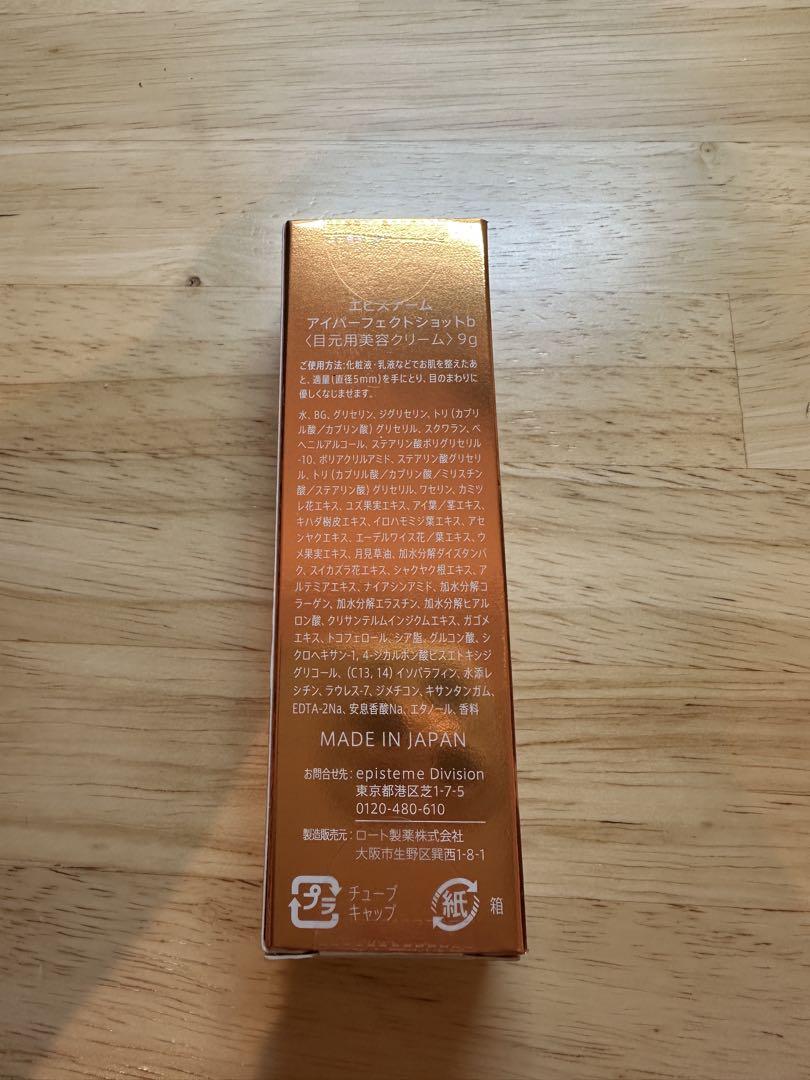 エピステーム
アイパーフェクトショットb
〈目元用美容クリーム〉9g
ご使用方法:化粧液・乳液などでお肌を整えたあ
と、適量(直径5mm)を手にとり、目のまわりに
優しくなじませます。
水、BG、グリセリン、ジグリセリン、トリ(カプリ
ル酸/カプリン酸)グリセリル、スクワラン、ベ
ヘニルアルコール、ステアリン酸ポリグリセリル
-10、ポリアクリルアミド、ステアリン酸グリセリ
ル、トリ(カプリル酸/カプリン酸/ミリスチン
酸/ステアリン酸)グリセリル、ワセリン、カミツ
レ花エキス、ユズ果実エキス、アイ葉/茎エキス、
キハダ樹皮エキス、イロハモミジ葉エキス、アセ
ンヤクエキス、エーデルワイス花/葉エキス、ウ
メ果実エキス、月見草油、加水分解ダイズタンパ
ク、スイカズラ花エキス、シャクヤク根エキス、ア
ルテミアエキス、ナイアシンアミド、加水分解コ
ラーゲン、加水分解エラスチン、加水分解ヒアル
ロン酸、クリサンテルムインジクムエキス、ガゴメ
エキス、トコフェロール、シア脂、グルコン酸、シ
クロヘキサン-1, 4-ジカルボン酸ビスエトキシジ
グリコール、(C13, 14)イソパラフィン、水添レ
シチン、ラウレス-7、ジメチコン、キサンタンガム、
EDTA-2Na、安息香酸Na、エタノール、香料
MADE IN JAPAN
お問合せ先:episteme Division
東京都港区芝1-7-5
0120-480-610
製造販売元:ロート製薬株式会社
大阪市生野区巽西1-8-1
プラ チューブ
キャップ
紙 箱